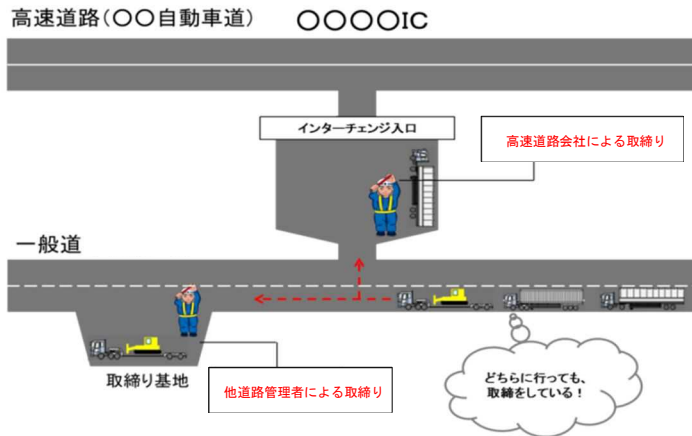 高速道路(〇〇自動車道) 〇〇〇〇IC
インターチェンジ入口
高速道路会社による取締り
一般道
取締り基地
他道路管理者による取締り
どちらに行っても、
取締をしている！